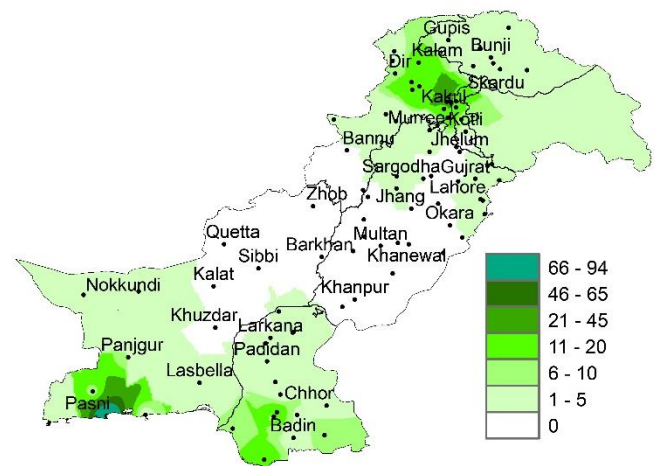 Gupis
Kalam
Bunji
Dir
Skardu
Kakul
Murree
Kotli
Bannu
Jhelum
Sargodha
Gujrat
Zhob
Jhang
Lahore
Okara
Quetta
Multan
Sibbi
Barkhan
Khanewal
Nokkundi
Kalat
Khanpur
Khuzdar
Larkana
Panjgur
Padidan
Lasbella
Chhor
Pasni
Badin
66 - 94
46 - 65
21 - 45
11 - 20
6 - 10
1 - 5
0